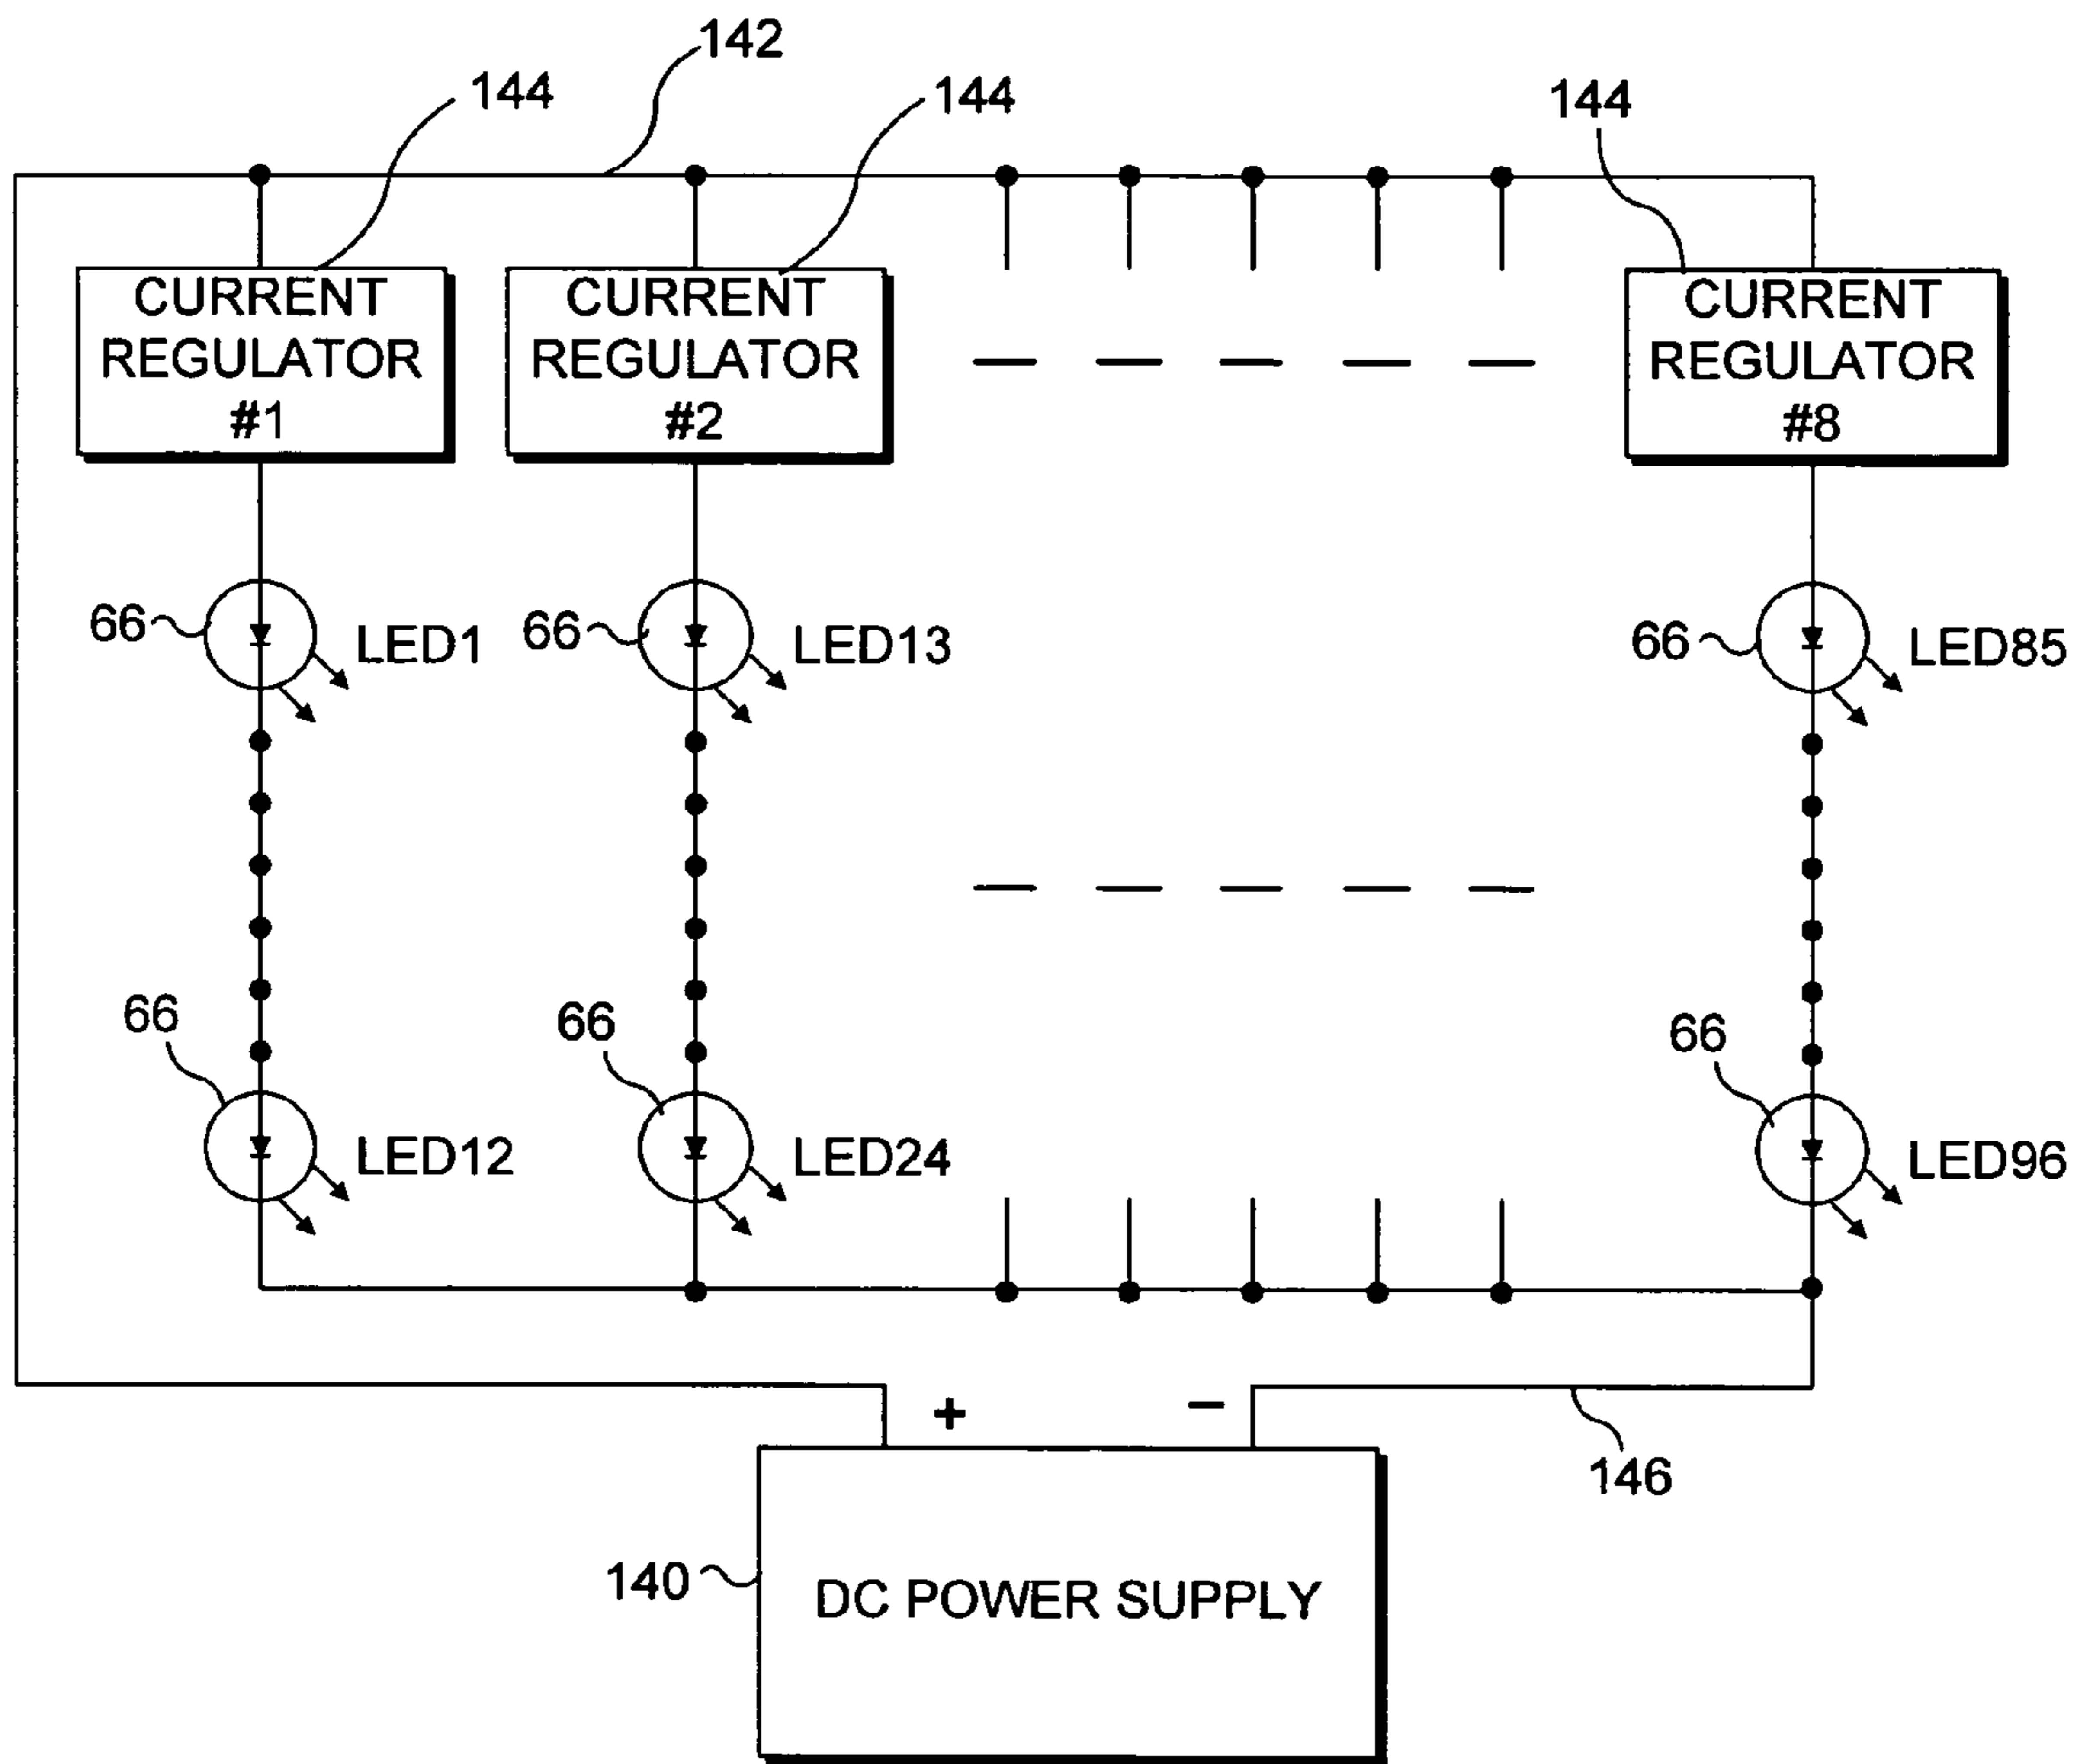 142
144
144
144
CURRENT
REGULATOR
#1
CURRENT
REGULATOR
#2
CURRENT
REGULATOR
#8
66
LED1
66
LED13
66
LED85
66
LED12
66
LED24
66
LED96
+
−
146
140
DC POWER SUPPLY